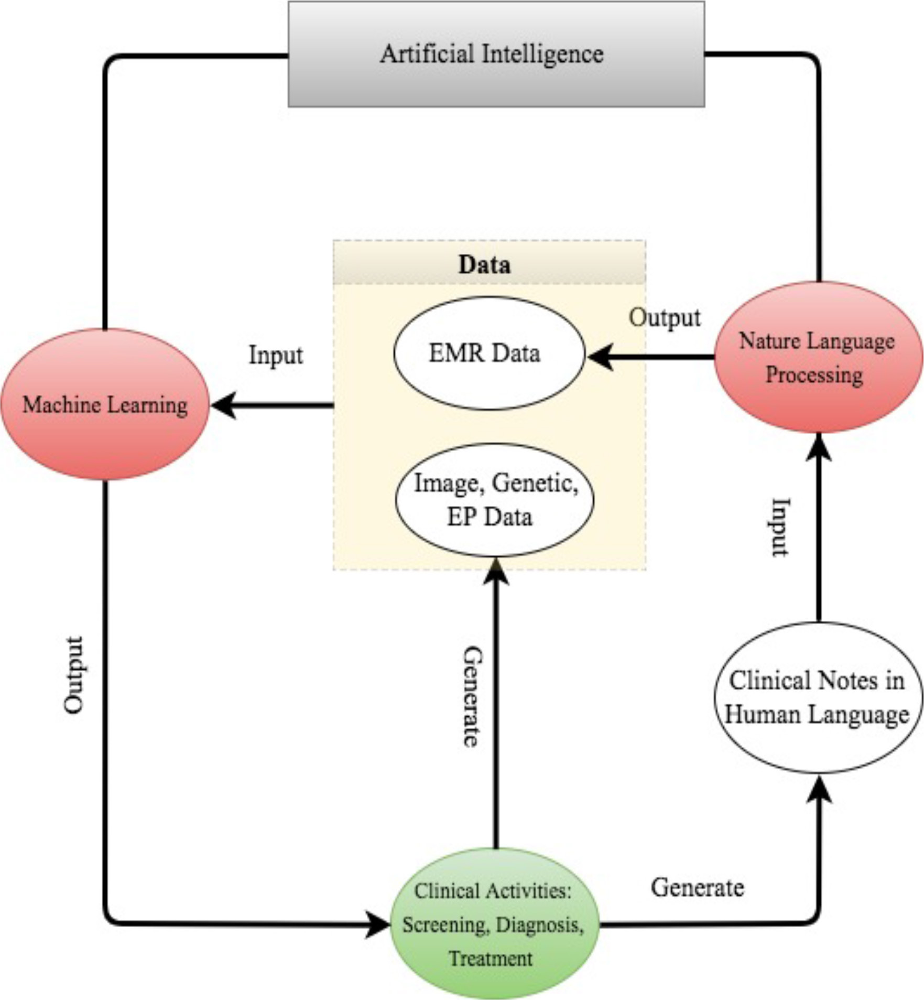 Artificial Intelligence
Data
Output
EMR Data
Nature Language
Processing
Input
Machine Learning
Image, Genetic,
EP Data
Input
Output
Generate
Clinical Notes in
Human Language
Generate
Clinical Activities:
Screening, Diagnosis,
Treatment